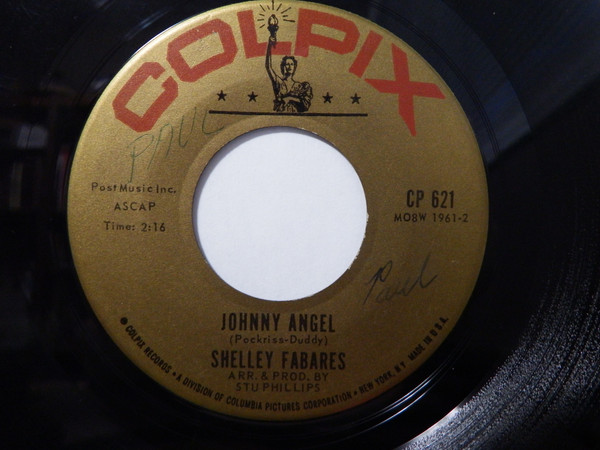 COLPIX
PAUL
Post Music Inc.
ASCAP
Time: 2:16
CP 621
MO8W 1961-2
Paul
JOHNNY ANGEL
(Pockriss-Duddy)
SHELLEY FABARES
ARR. & PROD. BY
STU PHILLIPS
● COLPIX RECORDS • A DIVISION OF COLUMBIA PICTURES CORPORATION • NEW YORK, N.Y. MADE IN U.S.A.